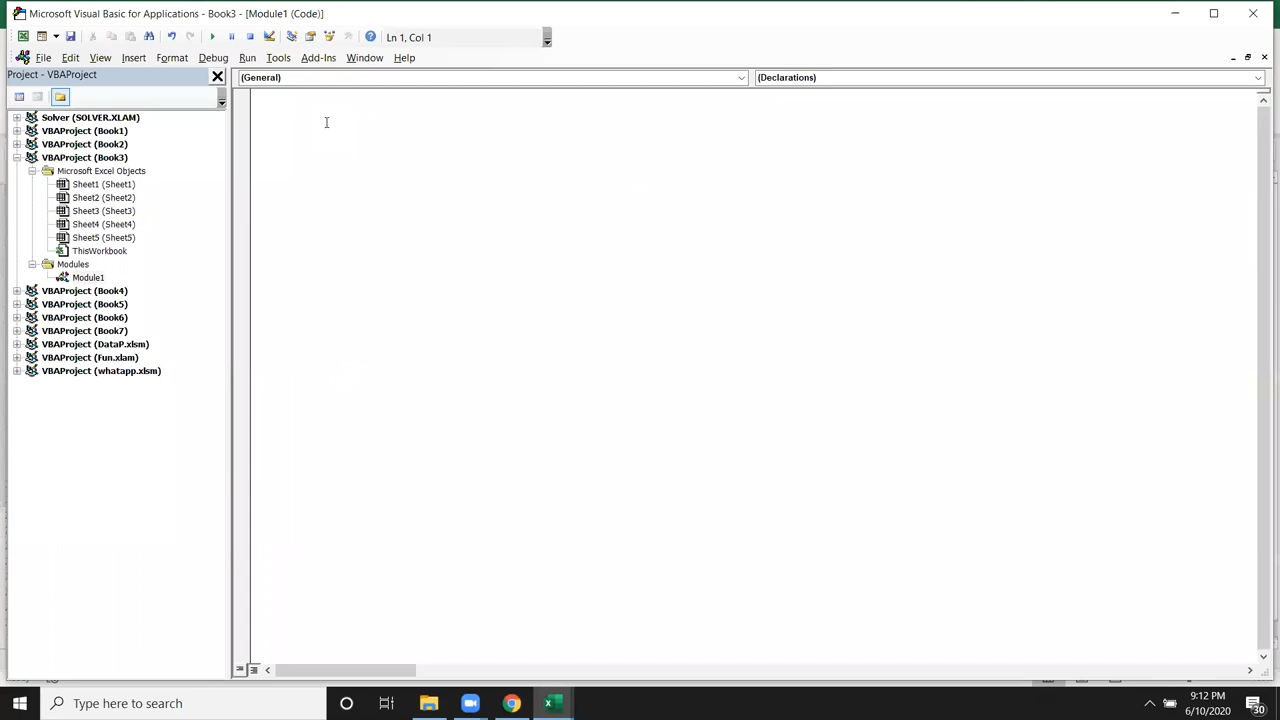 Microsoft Visual Basic for Applications - Book3 - [Module1 (Code)]
Ln 1, Col 1
File Edit View Insert Format Debug Run Tools Add-Ins Window Help
Project - VBAProject
(General)
(Declarations)
Solver (SOLVER.XLAM)
VBAProject (Book1)
VBAProject (Book2)
VBAProject (Book3)
Microsoft Excel Objects
Sheet1 (Sheet1)
Sheet2 (Sheet2)
Sheet3 (Sheet3)
Sheet4 (Sheet4)
Sheet5 (Sheet5)
ThisWorkbook
Modules
Module1
VBAProject (Book4)
VBAProject (Book5)
VBAProject (Book6)
VBAProject (Book7)
VBAProject (DataP.xlsm)
VBAProject (Fun.xlam)
VBAProject (whatapp.xlsm)
Type here to search
9:12 PM
6/10/2020
30